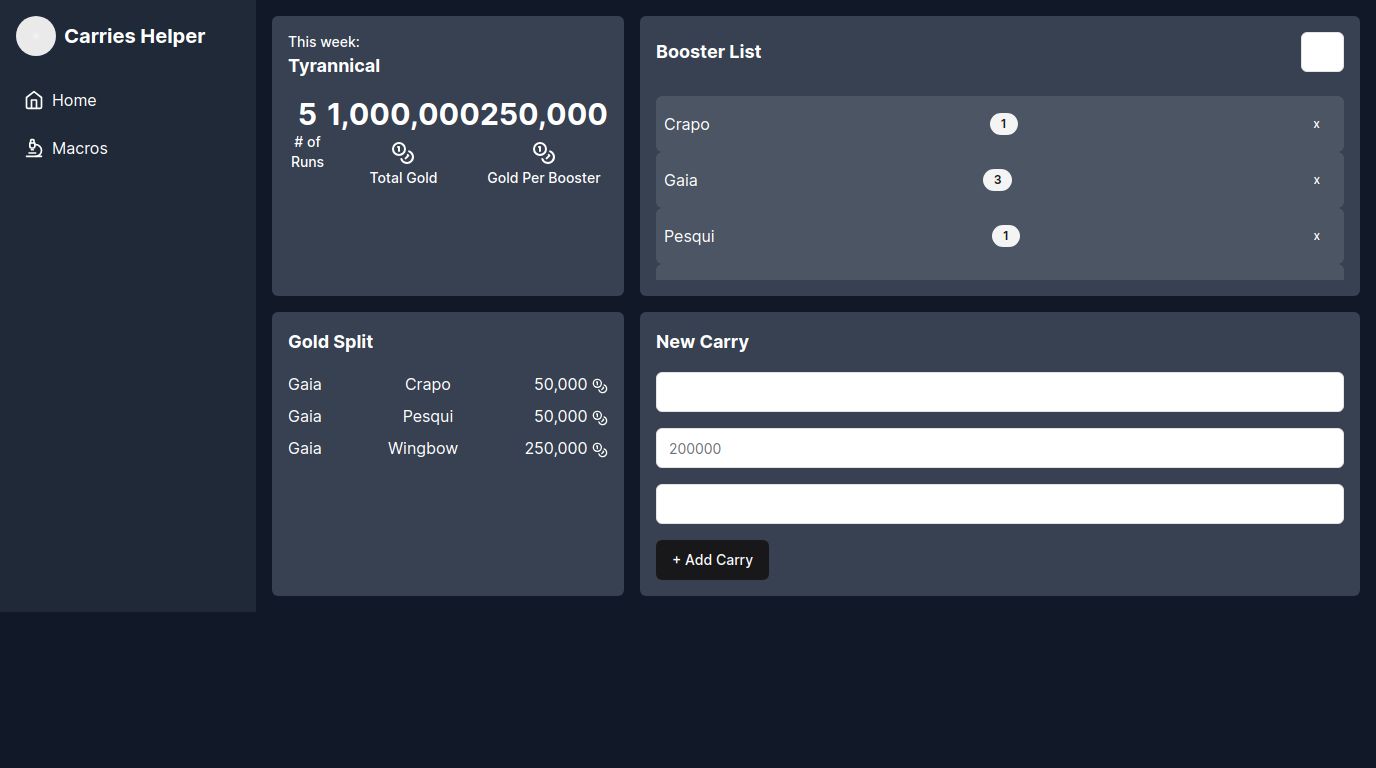 Carries Helper
Home
Macros
This week:
Tyrannical
5 1,000,000 250,000
# of Runs
Total Gold
Gold Per Booster
Booster List
Crapo 1 x
Gaia 3 x
Pesqui 1 x
Gold Split
Gaia Crapo 50,000
Gaia Pesqui 50,000
Gaia Wingbow 250,000
New Carry
200000
+ Add Carry